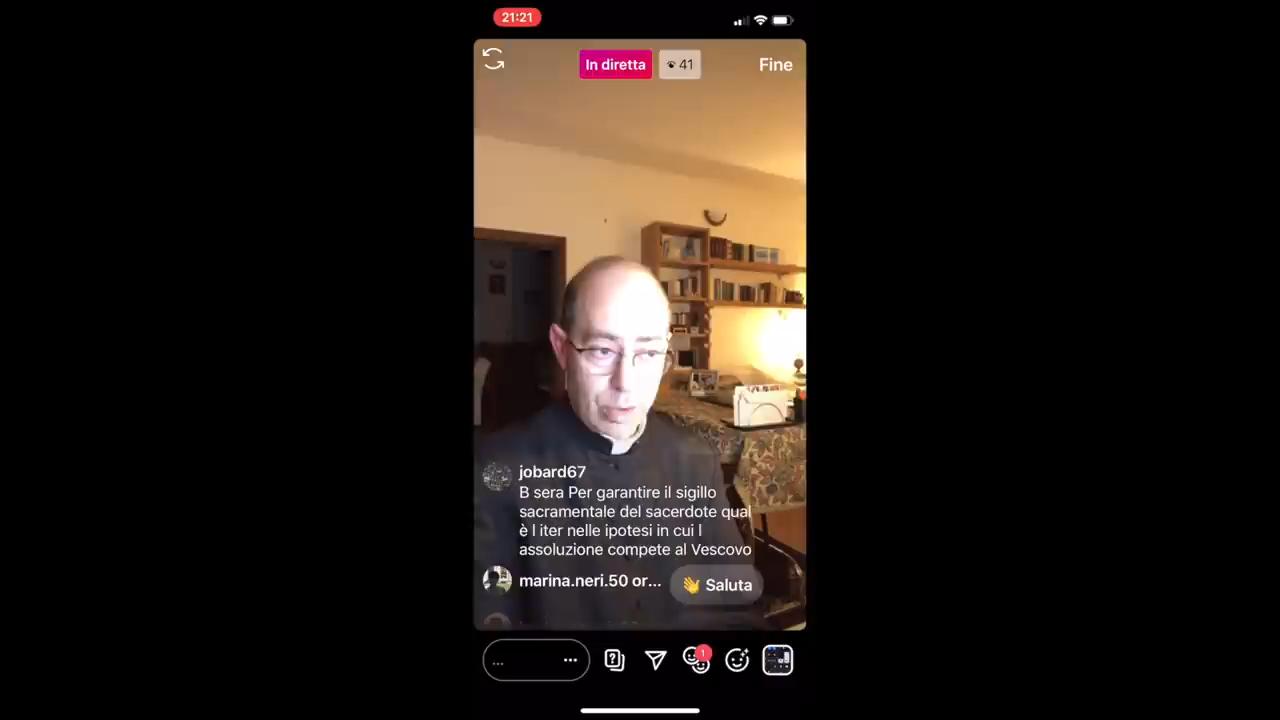 21:21
In diretta
41
Fine
jobard67
B sera Per garantire il sigillo
sacramentale del sacerdote qual
è l iter nelle ipotesi in cui l
assoluzione compete al Vescovo
marina.neri.50 or...
👋 Saluta
...
1